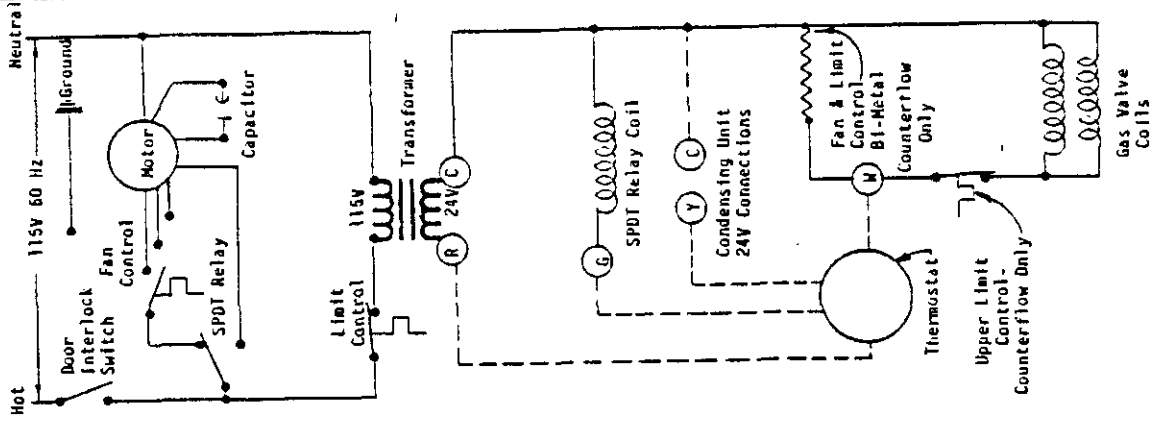 Hot
115V 60 Hz
Neutral
Door
Interlock
Switch
Ground
Fan
Control
Motor
SPDT Relay
Capacitor
Limit
Control
115V
Transformer
24V
R
C
G
SPDT Relay Coil
Y
C
Condensing Unit
24V Connections
Thermostat
W
Fan & Limit
Control
Bi-Metal
Counterflow
Only
Upper Limit
Control-
Counterflow Only
Gas Valve
Coils